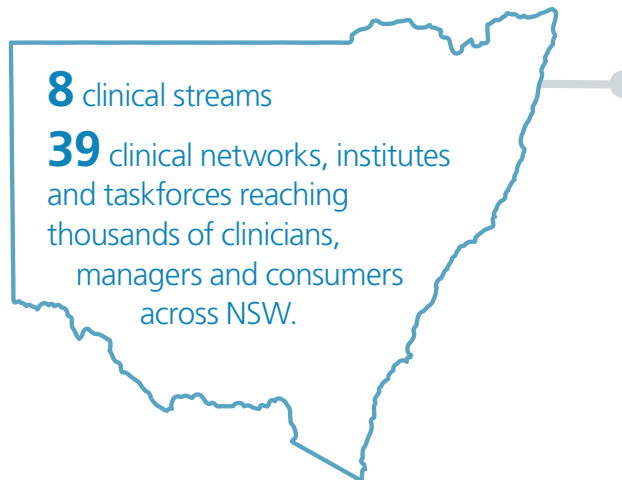 8 clinical streams
39 clinical networks, institutes
and taskforces reaching
thousands of clinicians,
managers and consumers
across NSW.